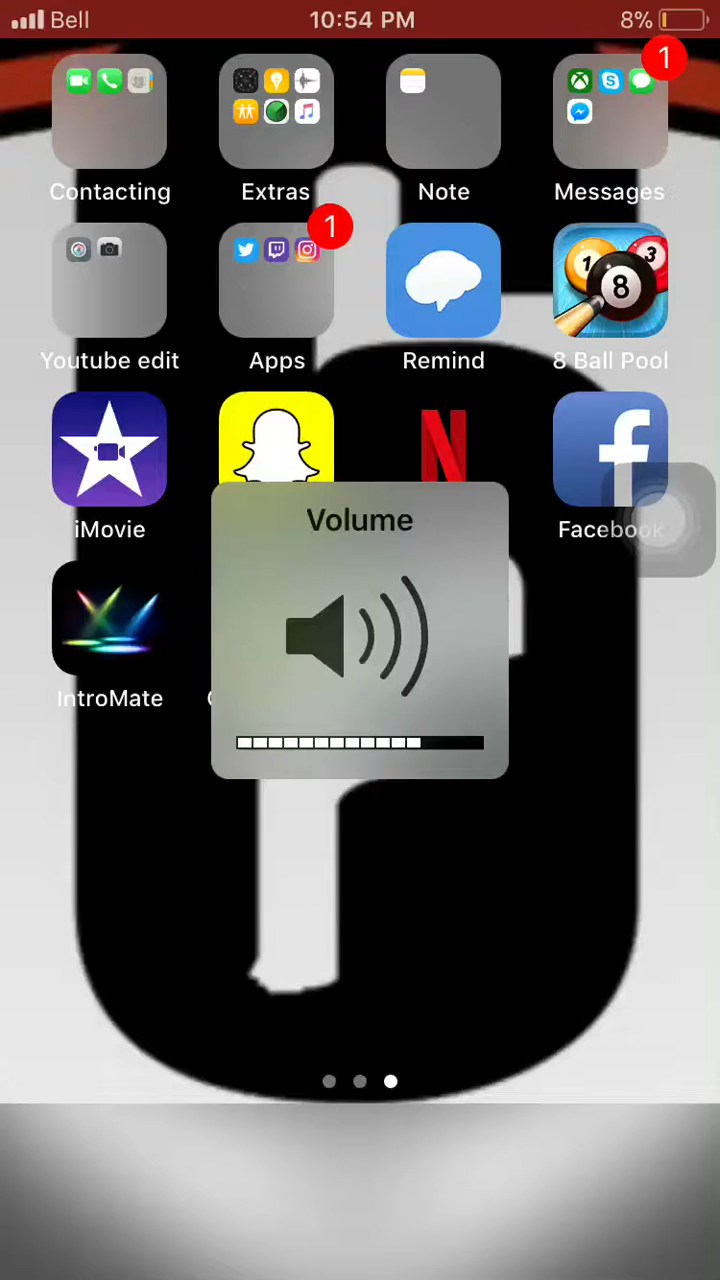 Bell 10:54 PM 8%
1
Contacting Extras Note Messages
1
Youtube edit Apps Remind 8 Ball Pool
iMovie Facebook
Volume
IntroMate